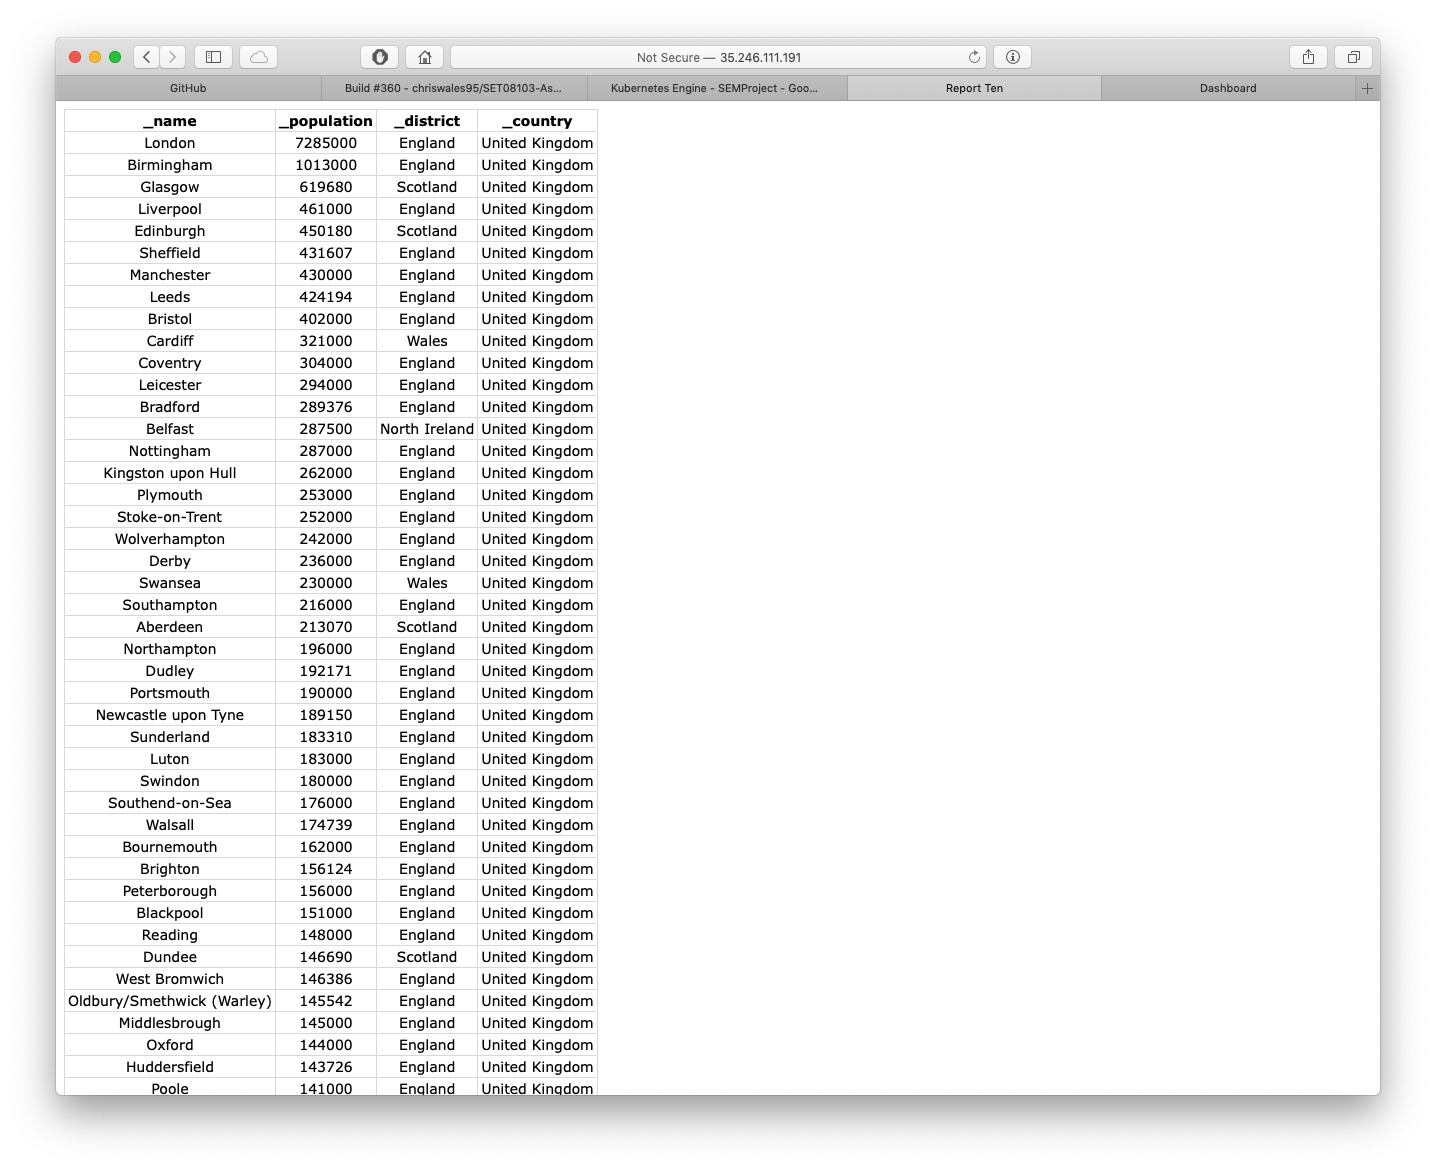 Not Secure — 35.246.111.191
GitHub Build #360 - chriswales95/SET08103-As... Kubernetes Engine - SEMProject - Goo... Report Ten Dashboard
_name _population _district _country
London 7285000 England United Kingdom
Birmingham 1013000 England United Kingdom
Glasgow 619680 Scotland United Kingdom
Liverpool 461000 England United Kingdom
Edinburgh 450180 Scotland United Kingdom
Sheffield 431607 England United Kingdom
Manchester 430000 England United Kingdom
Leeds 424194 England United Kingdom
Bristol 402000 England United Kingdom
Cardiff 321000 Wales United Kingdom
Coventry 304000 England United Kingdom
Leicester 294000 England United Kingdom
Bradford 289376 England United Kingdom
Belfast 287500 North Ireland United Kingdom
Nottingham 287000 England United Kingdom
Kingston upon Hull 262000 England United Kingdom
Plymouth 253000 England United Kingdom
Stoke-on-Trent 252000 England United Kingdom
Wolverhampton 242000 England United Kingdom
Derby 236000 England United Kingdom
Swansea 230000 Wales United Kingdom
Southampton 216000 England United Kingdom
Aberdeen 213070 Scotland United Kingdom
Northampton 196000 England United Kingdom
Dudley 192171 England United Kingdom
Portsmouth 190000 England United Kingdom
Newcastle upon Tyne 189150 England United Kingdom
Sunderland 183310 England United Kingdom
Luton 183000 England United Kingdom
Swindon 180000 England United Kingdom
Southend-on-Sea 176000 England United Kingdom
Walsall 174739 England United Kingdom
Bournemouth 162000 England United Kingdom
Brighton 156124 England United Kingdom
Peterborough 156000 England United Kingdom
Blackpool 151000 England United Kingdom
Reading 148000 England United Kingdom
Dundee 146690 Scotland United Kingdom
West Bromwich 146386 England United Kingdom
Oldbury/Smethwick (Warley) 145542 England United Kingdom
Middlesbrough 145000 England United Kingdom
Oxford 144000 England United Kingdom
Huddersfield 143726 England United Kingdom
Poole 141000 England United Kingdom